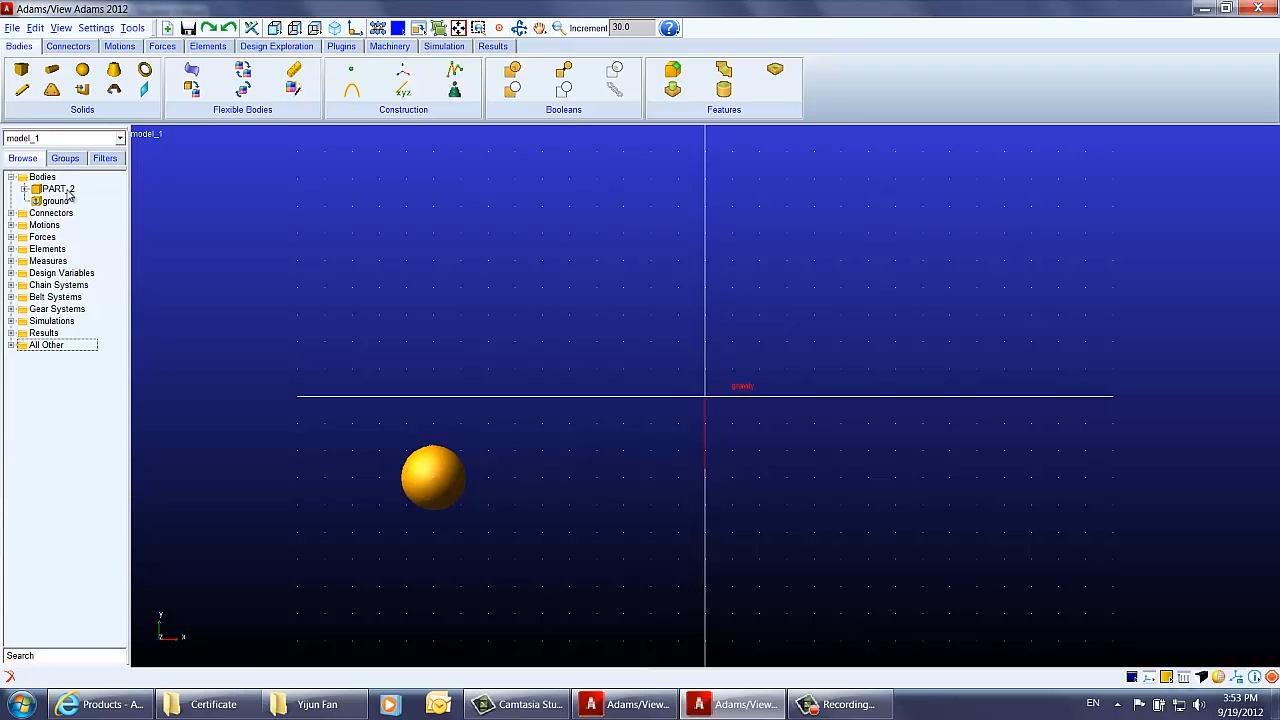 Adams/View Adams 2012
File Edit View Settings Tools Increment 30.0
Bodies Connectors Motions Forces Elements Design Exploration Plugins Machinery Simulation Results
Solids Flexible Bodies Construction Booleans Features
model_1
model_1
Browse Groups Filters
Bodies
PART_2
ground
Connectors
Motions
Forces
Elements
Measures
Design Variables
Chain Systems
Belt Systems
Gear Systems
Simulations
Results
All Other
gravity
Y
Z X
Search
Products - A... Certificate Yijun Fan Camtasia Stu... Adams/View... Adams/View... Recording... EN 3:53 PM
9/19/2012